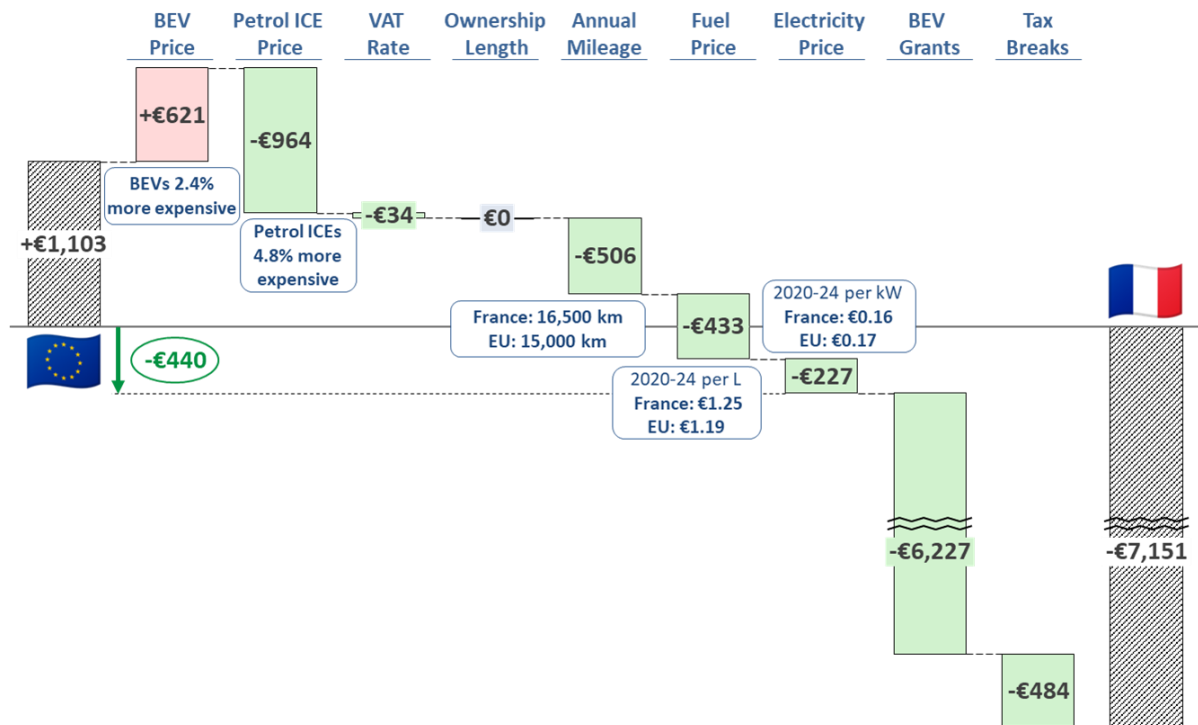 BEV
Price
Petrol ICE
Price
VAT
Rate
Ownership
Length
Annual
Mileage
Fuel
Price
Electricity
Price
BEV
Grants
Tax
Breaks
+€1,103
+€621
BEVs 2.4%
more expensive
-€964
Petrol ICEs
4.8% more
expensive
-€34
€0
-€506
France: 16,500 km
EU: 15,000 km
-€433
2020-24 per L
France: €1.25
EU: €1.19
2020-24 per kW
France: €0.16
EU: €0.17
-€227
-€440
-€6,227
-€484
-€7,151